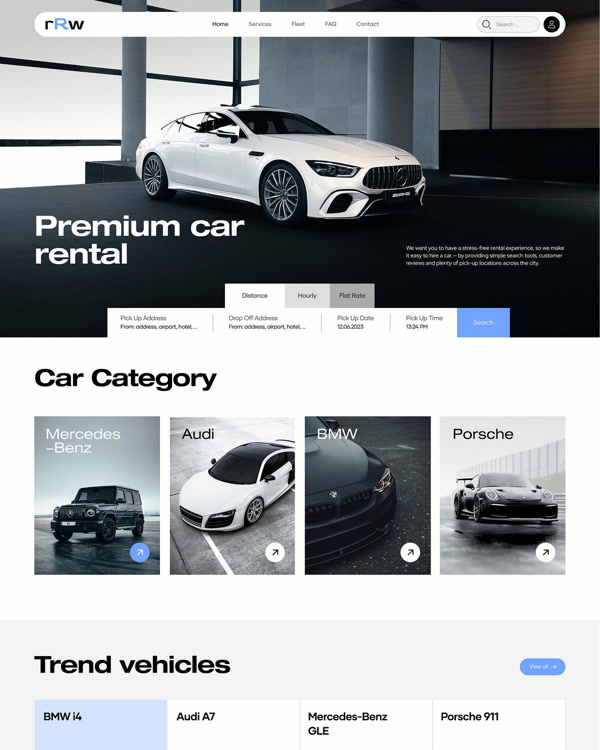 rRw
Home
Services
Fleet
FAQ
Contact
Search ..
Premium car
rental
We want you to have a stress-free rental experience, so we make
it easy to hire a car – by providing simple search tools, customer
reviews and plenty of pick-up locations across the city.
Distance
Hourly
Flat Rate
Pick Up Address
From: address, airport, hotel, ...
Drop Off Address
From: address, airport, hotel, ...
Pick Up Date
12.06.2023
Pick Up Time
13:24 PM
Search
Car Category
Mercedes
–Benz
Audi
BMW
Porsche
Trend vehicles
View all
BMW i4
Audi A7
Mercedes-Benz
GLE
Porsche 911